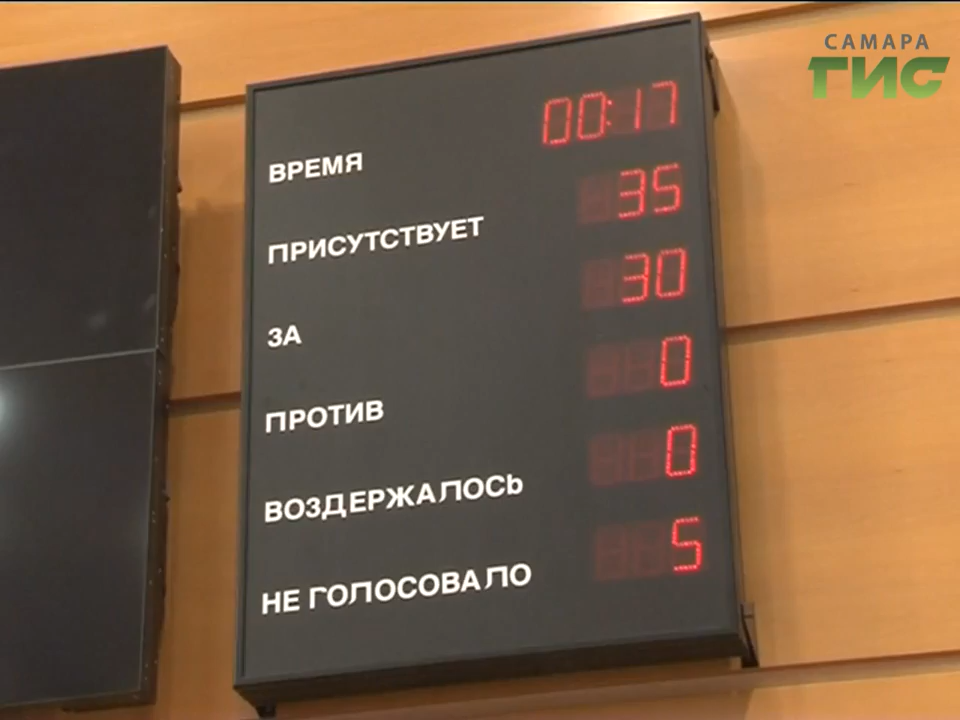 САМАРА
ГИС
ВРЕМЯ 00:17
ПРИСУТСТВУЕТ 35
ЗА 30
ПРОТИВ 0
ВОЗДЕРЖАЛОСЬ 0
НЕ ГОЛОСОВАЛО 5